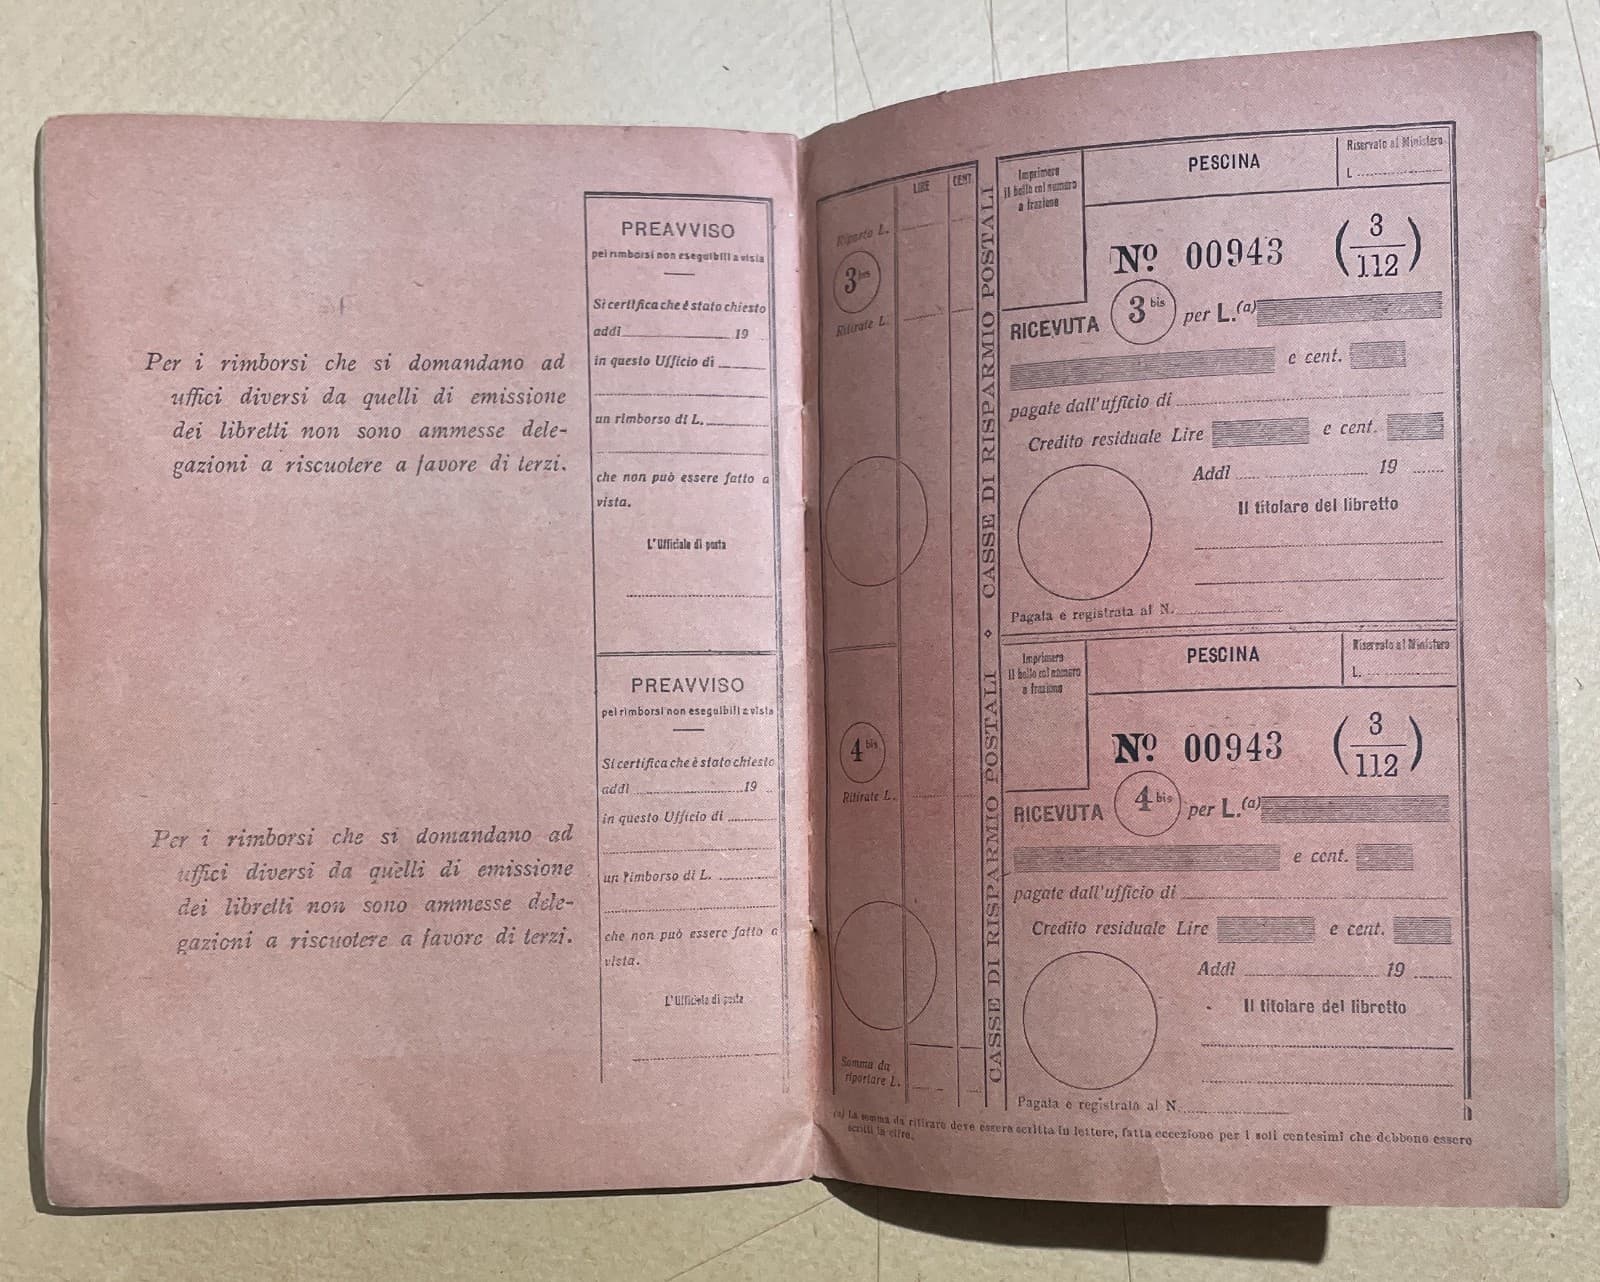 Per i rimborsi che si domandano ad
uffici diversi da quelli di emissione
dei libretti non sono ammesse dele-
gazioni a riscuotere a favore di terzi.
PREAVVISO
pei rimborsi non eseguibili a vista
Si certifica che è stato chiesto
addì 19
in questo Ufficio di
un rimborso di L.
che non può essere fatto a
vista.
L'Ufficiale di posta
Per i rimborsi che si domandano ad
uffici diversi da quelli di emissione
dei libretti non sono ammesse dele-
gazioni a riscuotere a favore di terzi.
PREAVVISO
pei rimborsi non eseguibili a vista
Si certifica che è stato chiesto
addì 19
in questo Ufficio di
un rimborso di L.
che non può essere fatto a
vista.
L'Ufficiale di posta
LIRE CENT.
Riporto L.
3 bis
Ritirate L.
4 bis
Ritirate L.
Somma da
riportare L.
CASSE DI RISPARMIO POSTALI ⋄ CASSE DI RISPARMIO POSTALI
Imprimere
il bollo col numero
a frazione
PESCINA
Riservato al Ministero
L
Nº 00943 (3/112)
RICEVUTA 3 bis per L.(a)
e cent.
pagate dall'ufficio di
Credito residuale Lire e cent.
Addì 19
Il titolare del libretto
Pagata e registrata al N.
Imprimere
il bollo col numero
a frazione
PESCINA
Riservato al Ministero
L.
Nº 00943 (3/112)
RICEVUTA 4 bis per L.(a)
e cent.
pagate dall'ufficio di
Credito residuale Lire e cent.
Addì 19
Il titolare del libretto
Pagata e registrata al N.
(a) La somma da ritirare deve essere scritta in lettere, fatta eccezione per i soli centesimi che debbono essere
scritti in cifre.